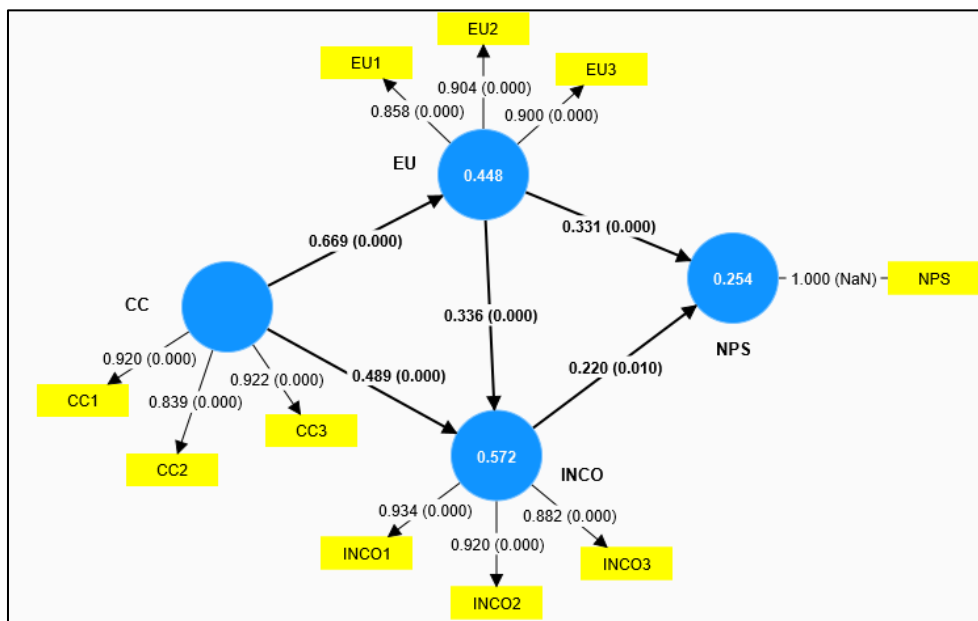 EU2
EU1
EU3
0.904 (0.000)
0.858 (0.000)
0.900 (0.000)
EU
0.448
0.331 (0.000)
0.669 (0.000)
0.254
1.000 (NaN)
NPS
CC
0.336 (0.000)
NPS
0.920 (0.000)
0.922 (0.000)
0.489 (0.000)
0.220 (0.010)
0.839 (0.000)
CC1
CC3
CC2
0.572
INCO
0.934 (0.000)
0.882 (0.000)
0.920 (0.000)
INCO1
INCO3
INCO2